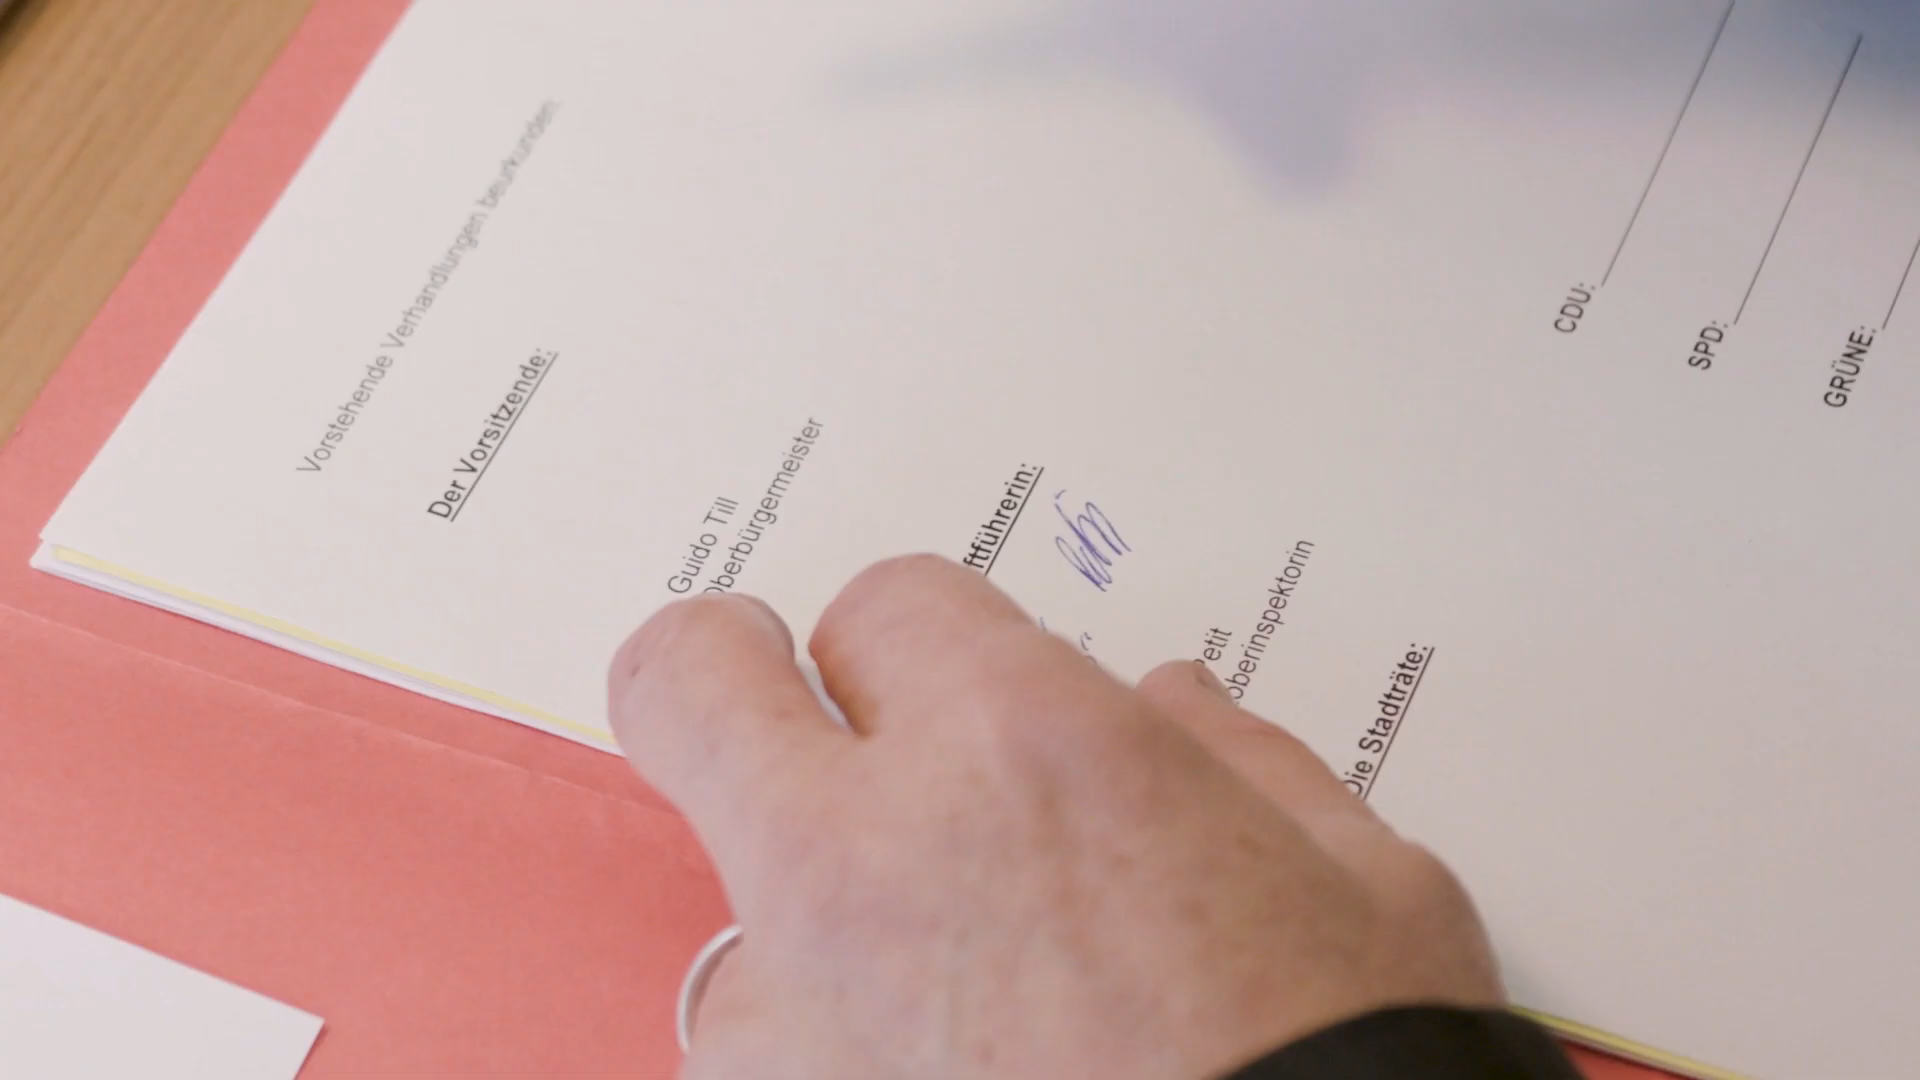 Vorstehende Verhandlungen beurkunden:
Der Vorsitzende:
Guido Till
Oberbürgermeister
ftführerin:
Petit
oberinspektorin
Die Stadträte:
CDU:
SPD:
GRÜNE: